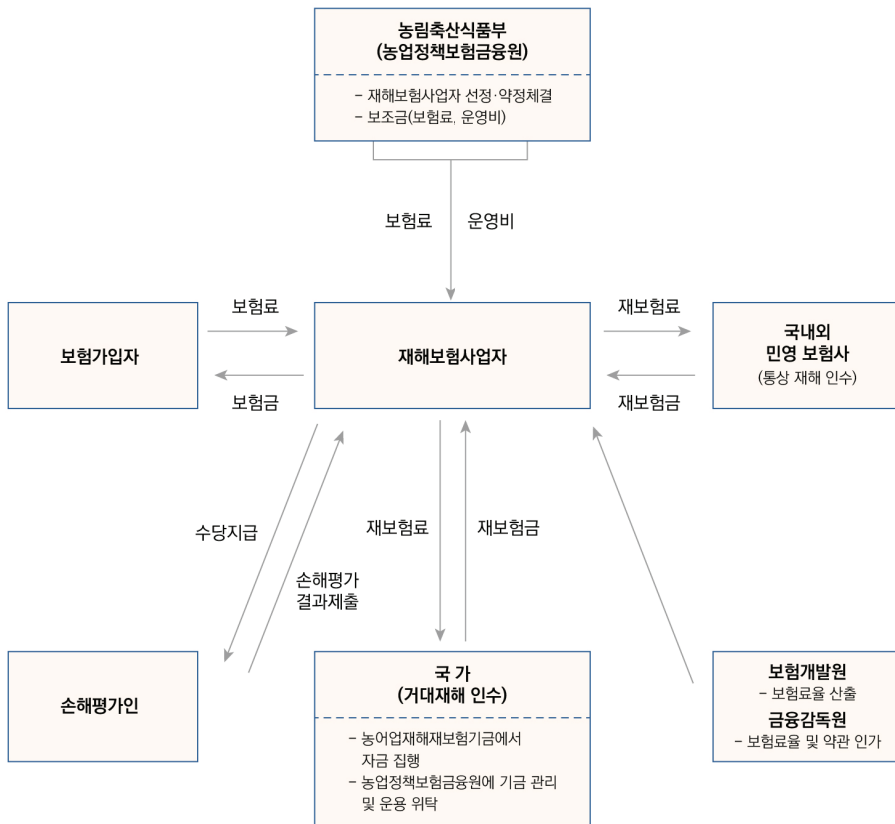 농림축산식품부
(농업정책보험금융원)
– 재해보험사업자 선정·약정체결
– 보조금(보험료, 운영비)
보험료
운영비
보험가입자
보험료
보험금
재해보험사업자
재보험료
재보험금
국내외
민영 보험사
(통상 재해 인수)
수당지급
손해평가
결과제출
재보험료
재보험금
손해평가인
국 가
(거대재해 인수)
– 농어업재해재보험기금에서
자금 집행
– 농업정책보험금융원에 기금 관리
및 운용 위탁
보험개발원
– 보험료율 산출
금융감독원
– 보험료율 및 약관 인가